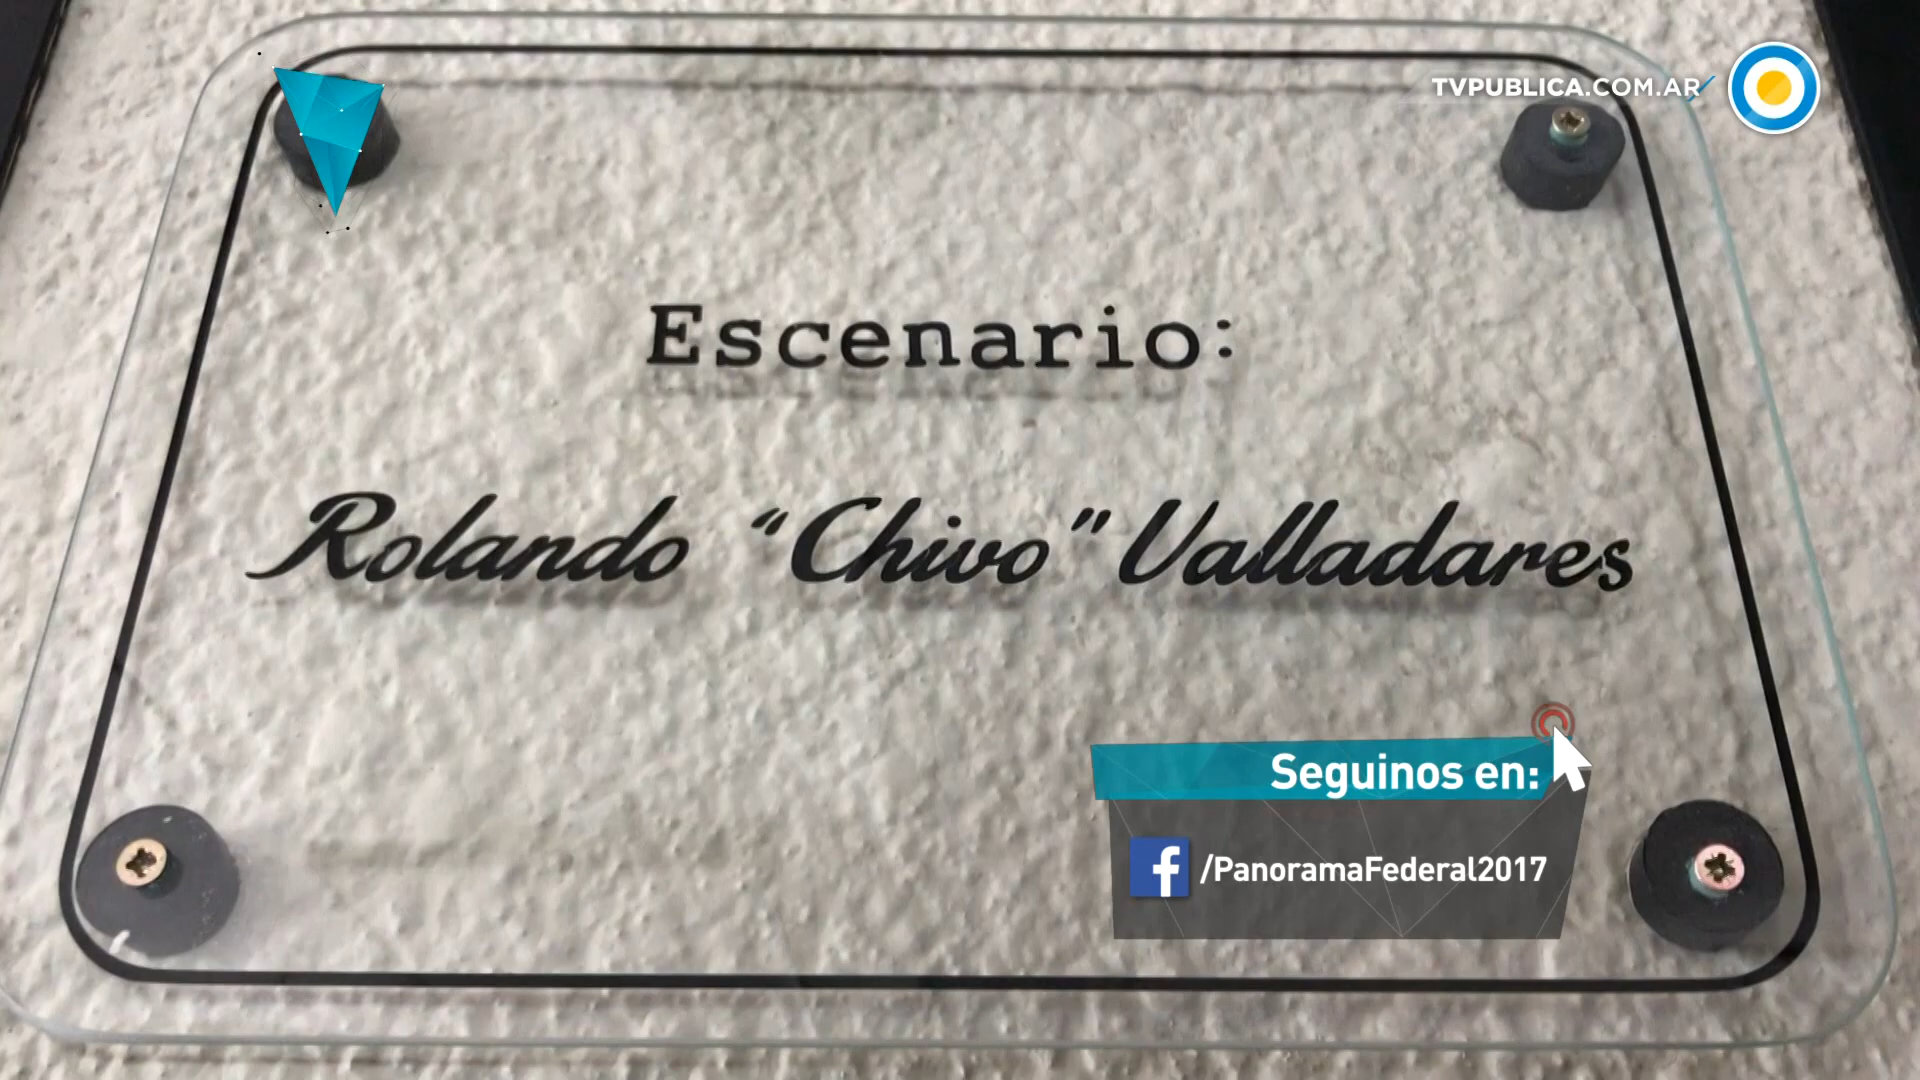 TVPUBLICA.COM.AR
Escenario:
Rolando “Chivo” Valladares
Seguinos en:
/PanoramaFederal2017